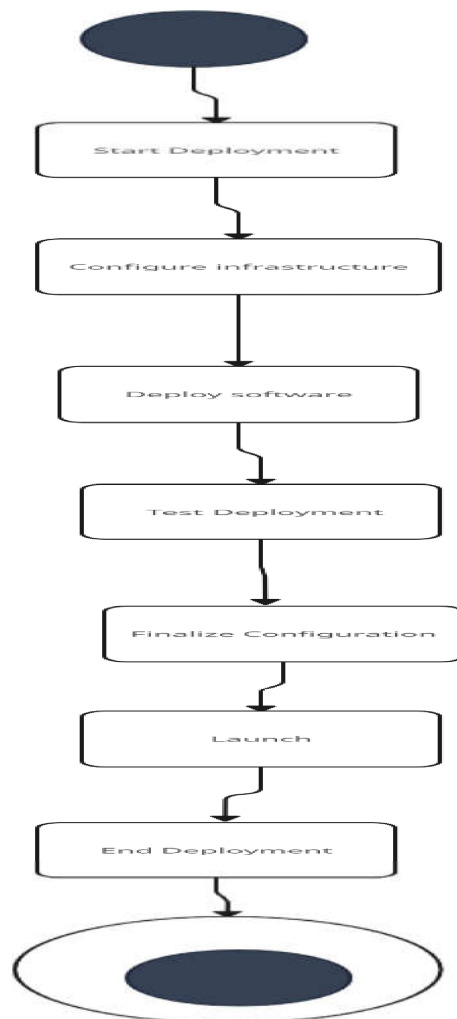 Start Deployment
Configure infrastructure
Deploy software
Test Deployment
Finalize Configuration
Launch
End Deployment